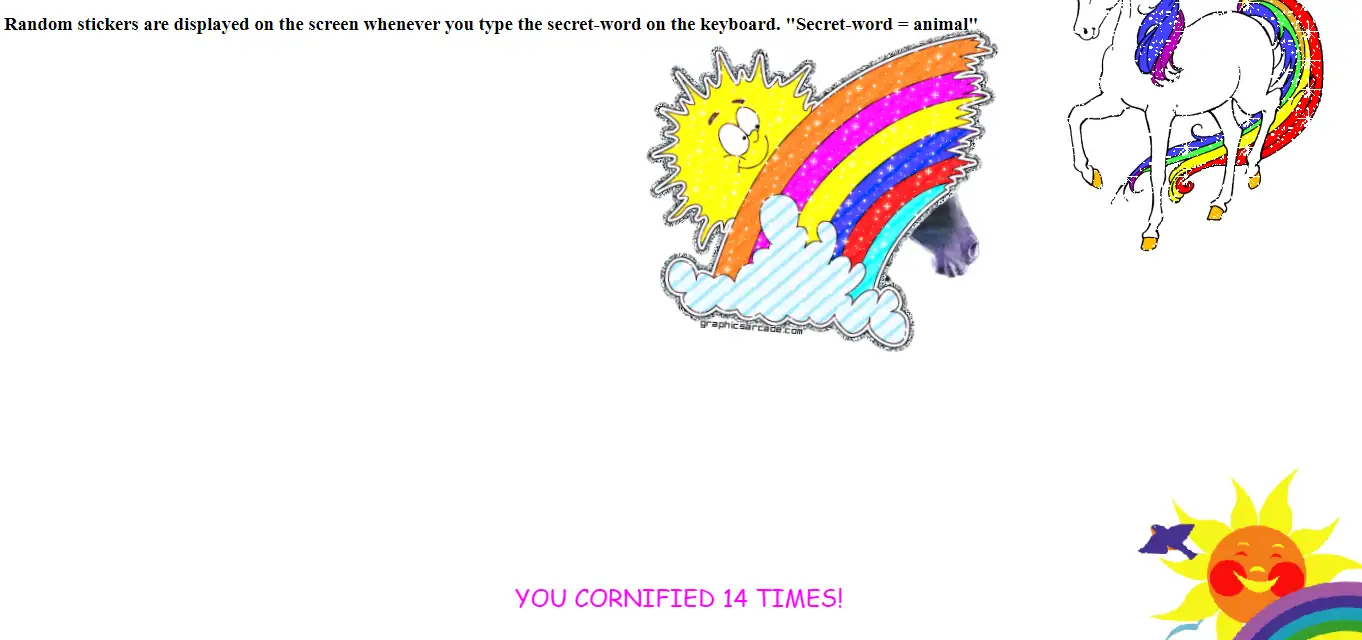 Random stickers are displayed on the screen whenever you type the secret-word on the keyboard. "Secret-word = animal"
graphicsarcade.com
YOU CORNIFIED 14 TIMES!